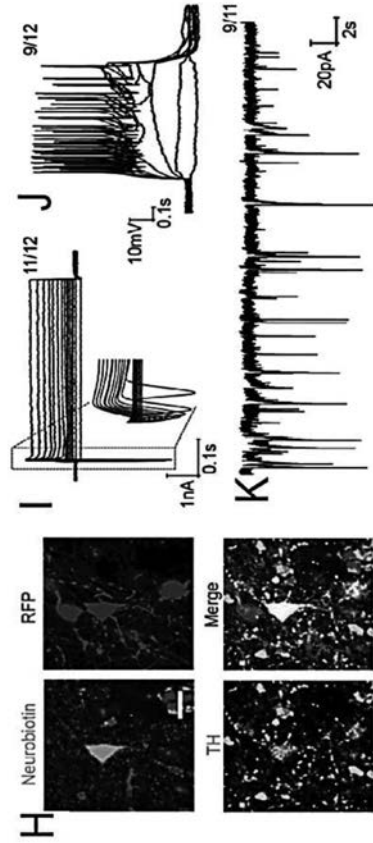 H
Neurobiotin
RFP
TH
Merge
I
11/12
1nA
0.1s
J
9/12
10mV
0.1s
K
9/11
20pA
2s